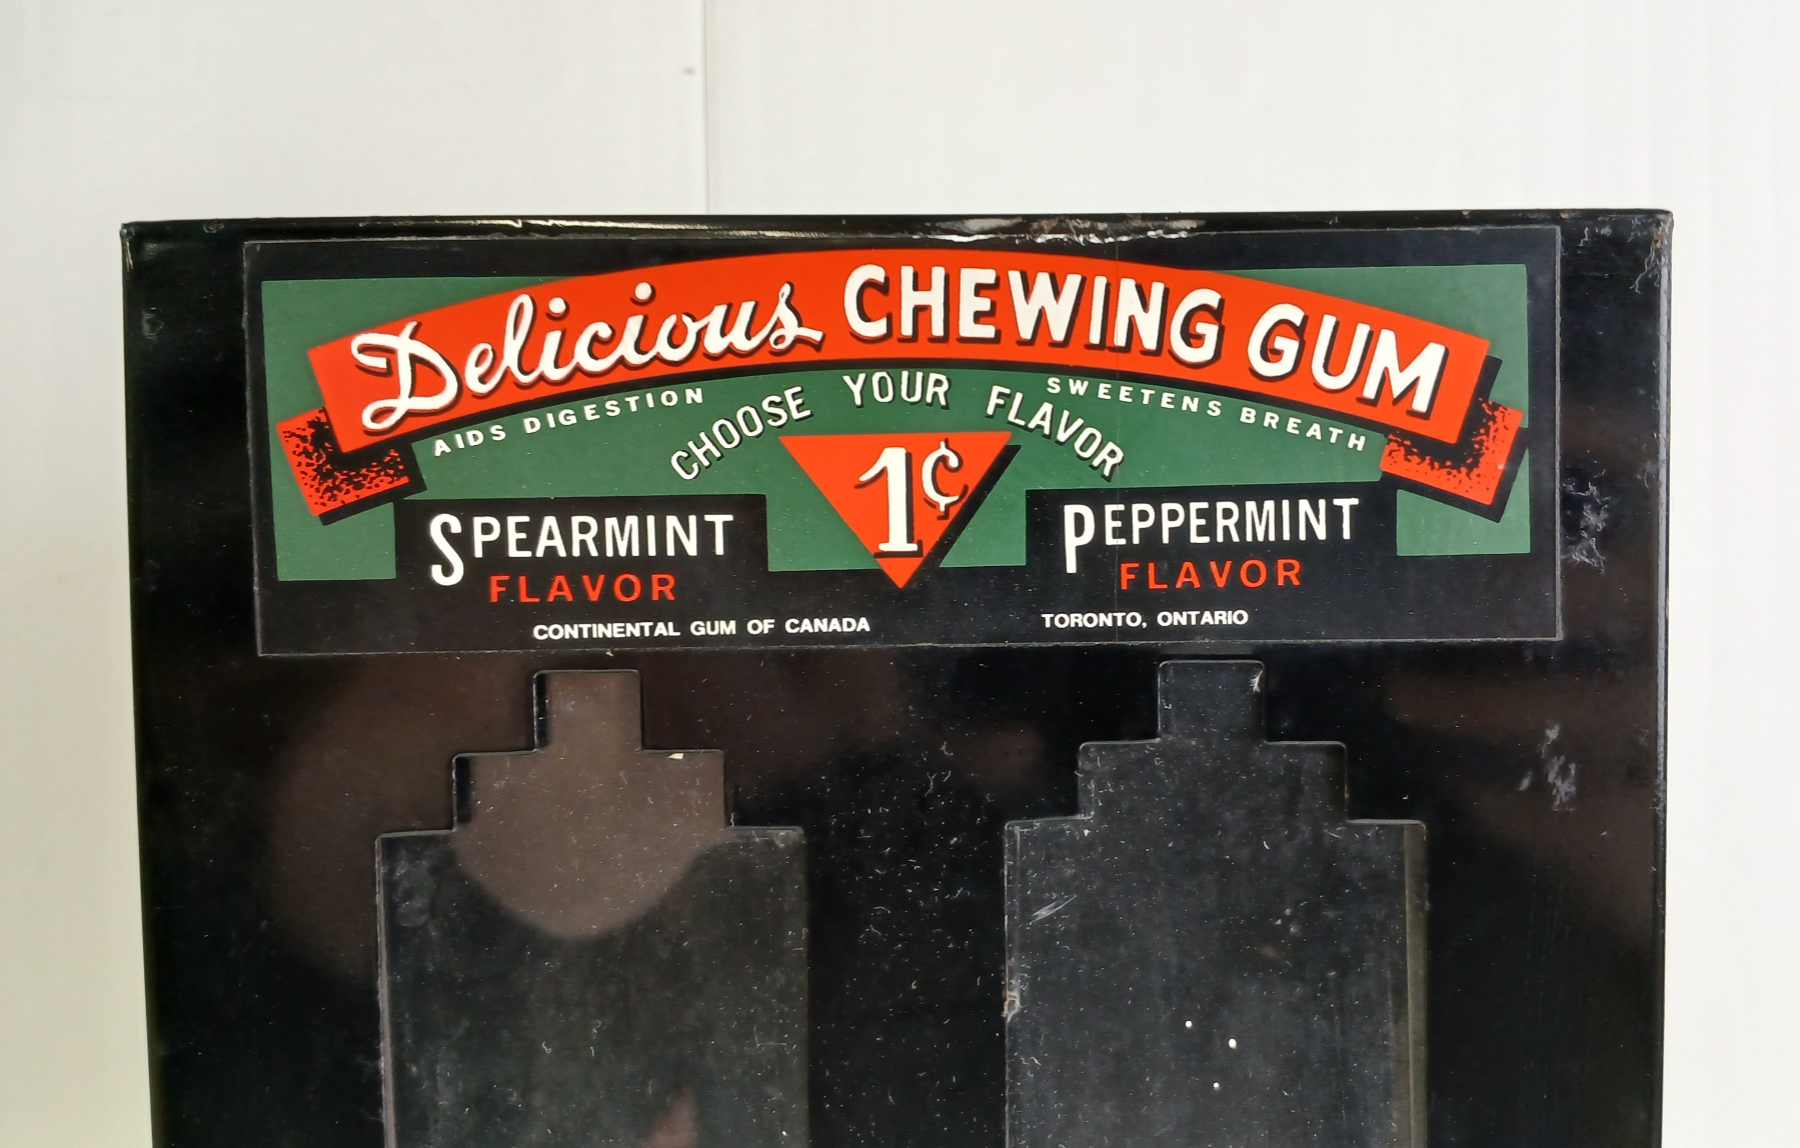 Delicious CHEWING GUM
AIDS DIGESTION
CHOOSE YOUR FLAVOR
SWEETENS BREATH
1¢
SPEARMINT
FLAVOR
PEPPERMINT
FLAVOR
CONTINENTAL GUM OF CANADA
TORONTO, ONTARIO